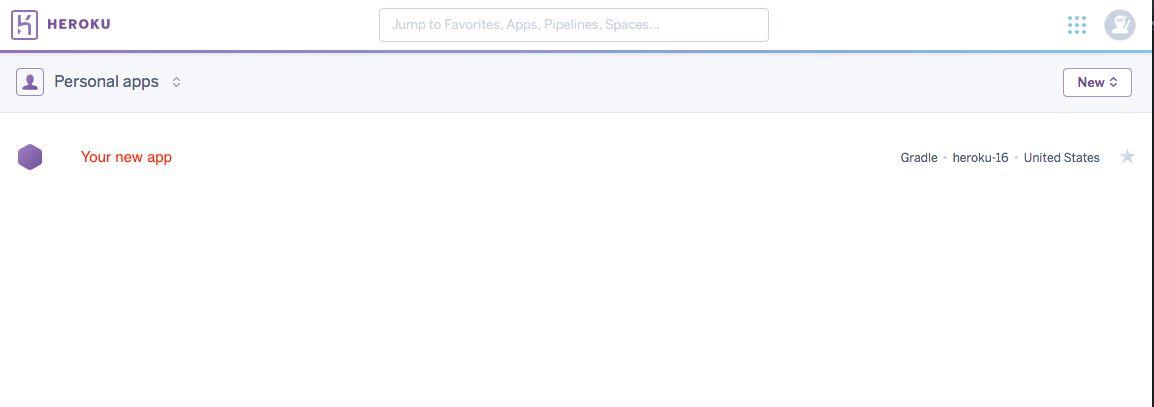 HEROKU
Jump to Favorites, Apps, Pipelines, Spaces...
Personal apps
New
Your new app
Gradle • heroku-16 • United States